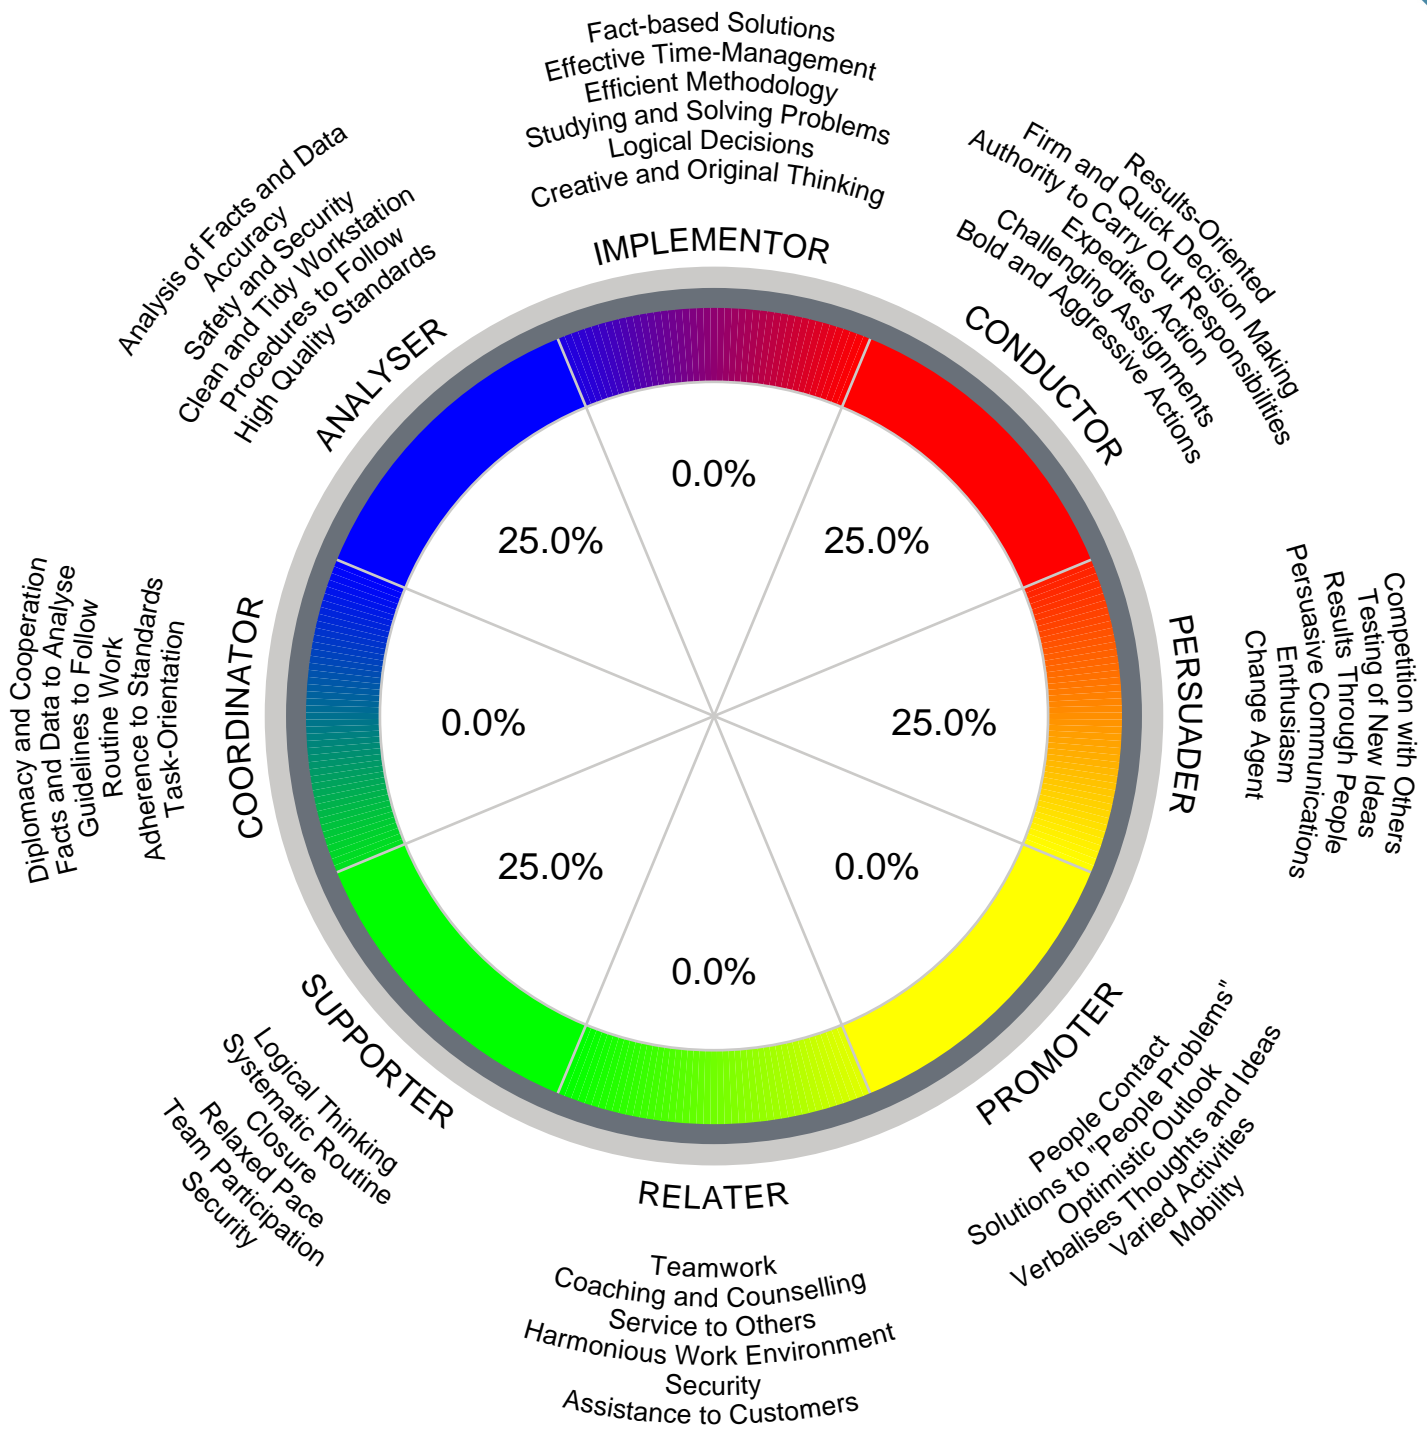 Fact-based Solutions
Effective Time-Management
Efficient Methodology
Studying and Solving Problems
Logical Decisions
Creative and Original Thinking
IMPLEMENTOR
0.0%
Results-Oriented
Firm and Quick Decision Making
Authority to Carry Out Responsibilities
Expedites Action
Challenging Assignments
Bold and Aggressive Actions
CONDUCTOR
25.0%
Competition with Others
Testing of New Ideas
Results Through People
Persuasive Communications
Enthusiasm
Change Agent
PERSUADER
25.0%
PROMOTER
0.0%
People Contact
Solutions to "People Problems"
Optimistic Outlook
Verbalises Thoughts and Ideas
Varied Activities
Mobility
RELATER
0.0%
Teamwork
Coaching and Counselling
Service to Others
Harmonious Work Environment
Security
Assistance to Customers
SUPPORTER
25.0%
Logical Thinking
Systematic Routine
Closure
Relaxed Pace
Team Participation
Security
Diplomacy and Cooperation
Facts and Data to Analyse
Guidelines to Follow
Routine Work
Adherence to Standards
Task-Orientation
COORDINATOR
0.0%
Analysis of Facts and Data
Accuracy
Safety and Security
Clean and Tidy Workstation
Procedures to Follow
High Quality Standards
ANALYSER
25.0%